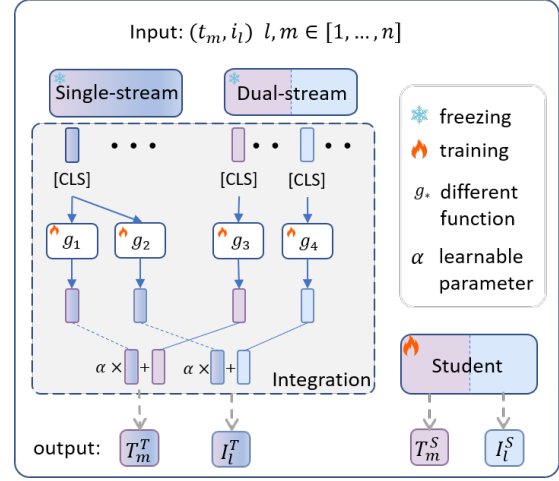 Input: (t_m, i_l) l, m ∈ [1, …, n]
Single-stream
Dual-stream
[CLS]
[CLS]
[CLS]
g_1
g_2
g_3
g_4
α ×
+
α ×
+
Integration
output:
T_m^T
I_l^T
freezing
training
g_* different
function
α learnable
parameter
Student
T_m^S
I_l^S